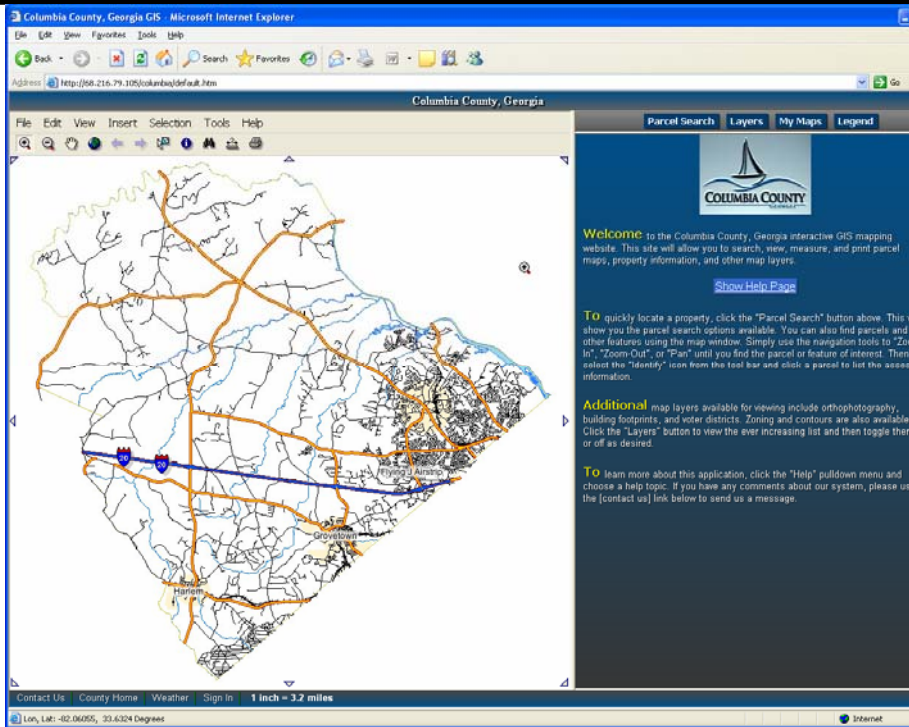 Columbia County, Georgia GIS - Microsoft Internet Explorer
File Edit View Favorites Tools Help
Back Search Favorites
Address http://68.216.79.105/columbia/default.htm Go
Columbia County, Georgia
File Edit View Insert Selection Tools Help
Parcel Search Layers My Maps Legend
COLUMBIA COUNTY
Welcome to the Columbia County, Georgia interactive GIS mapping
website. This site will allow you to search, view, measure, and print parcel
maps, property information, and other map layers.
Show Help Page
To quickly locate a property, click the "Parcel Search" button above. This
show you the parcel search options available. You can also find parcels and
other features using the map window. Simply use the navigation tools to "Zo
In", "Zoom-Out", or "Pan" until you find the parcel or feature of interest. Then
select the "Identify" icon from the tool bar and click a parcel to list the asses
information.
Additional map layers available for viewing include orthophotography,
building footprints, and voter districts. Zoning and contours are also available
Click the "Layers" button to view the ever increasing list and then toggle them
or off as desired.
To learn more about this application, click the "Help" pulldown menu and
choose a help topic. If you have any comments about our system, please us
the [contact us] link below to send us a message.
20
20
Flying J Airstrip
Grovetown
Harlem
Contact Us County Home Weather Sign In 1 inch = 3.2 miles
Lon, Lat: -82.06055, 33.6324 Degrees Internet